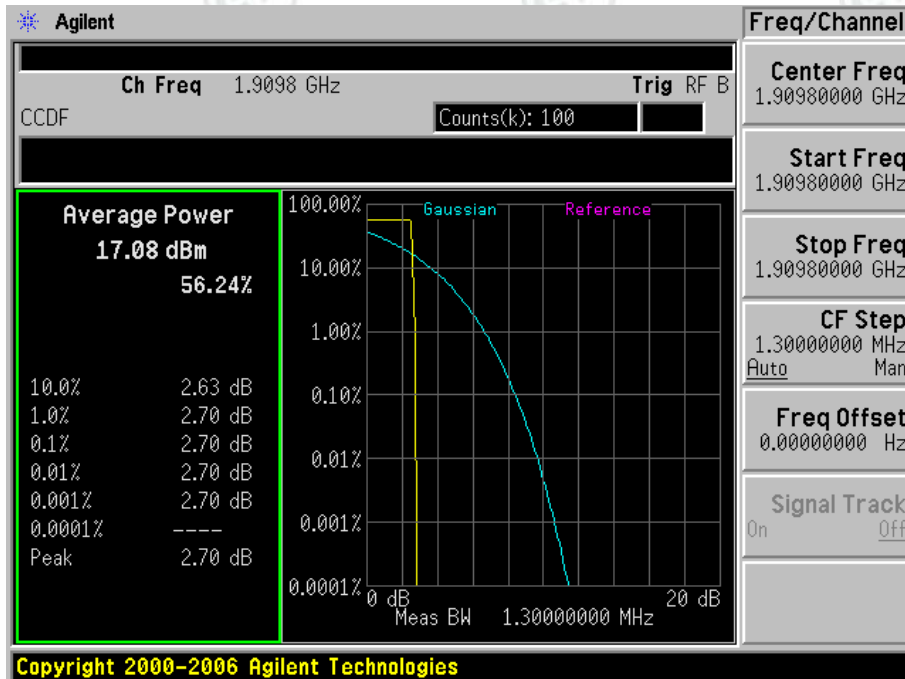 Agilent
Freq/Channel
Ch Freq 1.9098 GHz Trig RF B
CCDF Counts(k): 100
Center Freq
1.90980000 GHz
Start Freq
1.90980000 GHz
Stop Freq
1.90980000 GHz
CF Step
1.30000000 MHz
Auto Man
Freq Offset
0.00000000 Hz
Signal Track
On Off
Average Power
17.08 dBm
56.24%
10.0% 2.63 dB
1.0% 2.70 dB
0.1% 2.70 dB
0.01% 2.70 dB
0.001% 2.70 dB
0.0001% ----
Peak 2.70 dB
Gaussian Reference
100.00%
10.00%
1.00%
0.10%
0.01%
0.001%
0.0001%
0 dB 20 dB
Meas BW 1.30000000 MHz
Copyright 2000-2006 Agilent Technologies